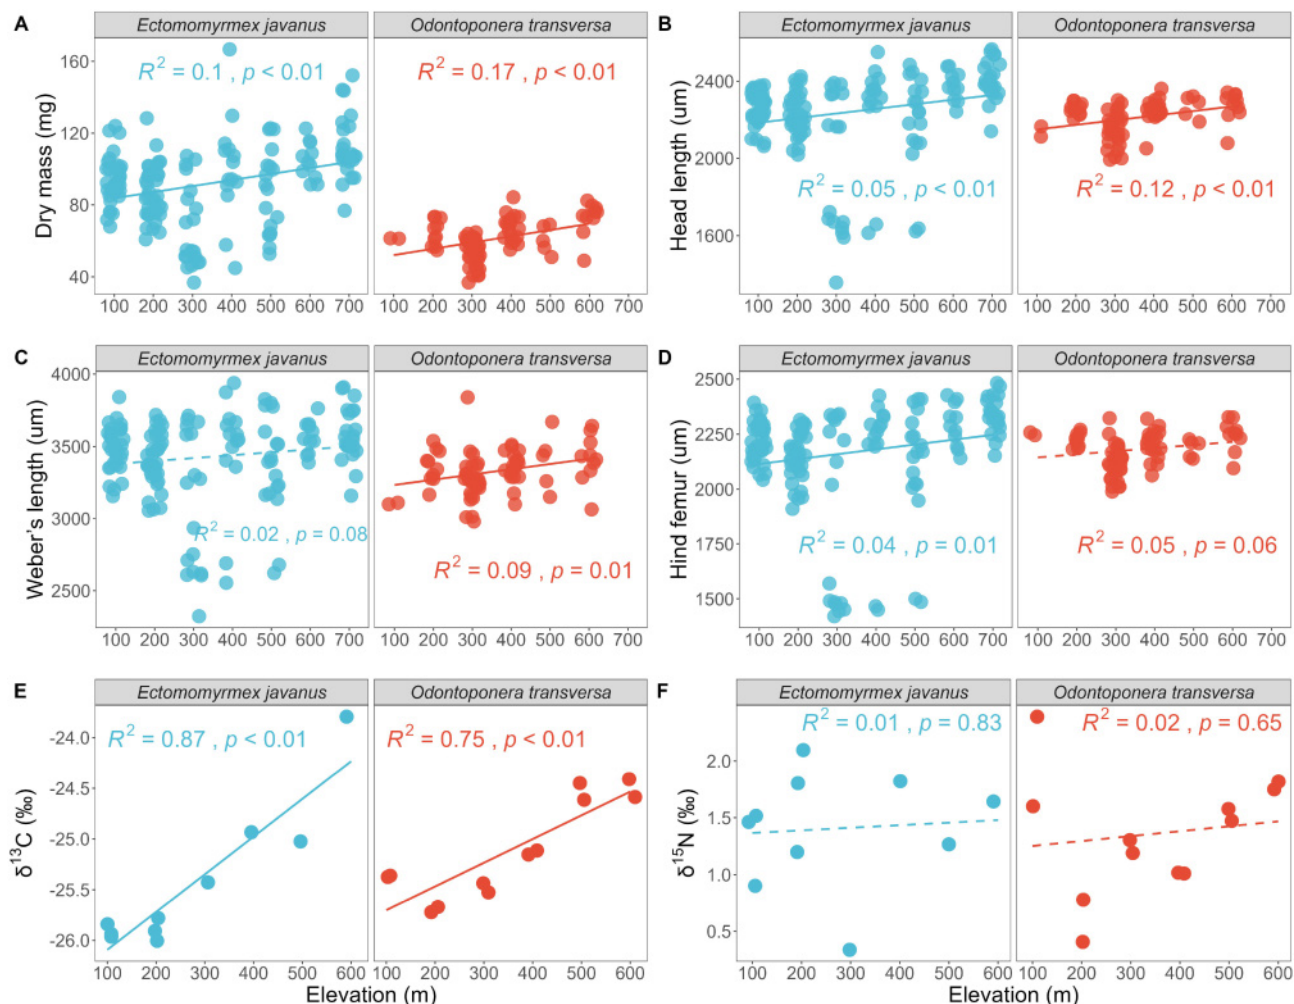 A
Ectomomyrmex javanus
Odontoponera transversa
R² = 0.1 , p < 0.01
R² = 0.17 , p < 0.01
Dry mass (mg)
160
120
80
40
100 200 300 400 500 600 700
100 200 300 400 500 600 700
B
Ectomomyrmex javanus
Odontoponera transversa
R² = 0.05 , p < 0.01
R² = 0.12 , p < 0.01
Head length (um)
2400
2000
1600
100 200 300 400 500 600 700
100 200 300 400 500 600 700
C
Ectomomyrmex javanus
Odontoponera transversa
R² = 0.02 , p = 0.08
R² = 0.09 , p = 0.01
Weber's length (um)
4000
3500
3000
2500
100 200 300 400 500 600 700
100 200 300 400 500 600 700
D
Ectomomyrmex javanus
Odontoponera transversa
R² = 0.04 , p = 0.01
R² = 0.05 , p = 0.06
Hind femur (um)
2500
2250
2000
1750
1500
100 200 300 400 500 600 700
100 200 300 400 500 600 700
E
Ectomomyrmex javanus
Odontoponera transversa
R² = 0.87 , p < 0.01
R² = 0.75 , p < 0.01
δ¹³C (‰)
-24.0
-24.5
-25.0
-25.5
-26.0
100 200 300 400 500 600
100 200 300 400 500 600
Elevation (m)
F
Ectomomyrmex javanus
Odontoponera transversa
R² = 0.01 , p = 0.83
R² = 0.02 , p = 0.65
δ¹⁵N (‰)
2.0
1.5
1.0
0.5
100 200 300 400 500 600
100 200 300 400 500 600
Elevation (m)